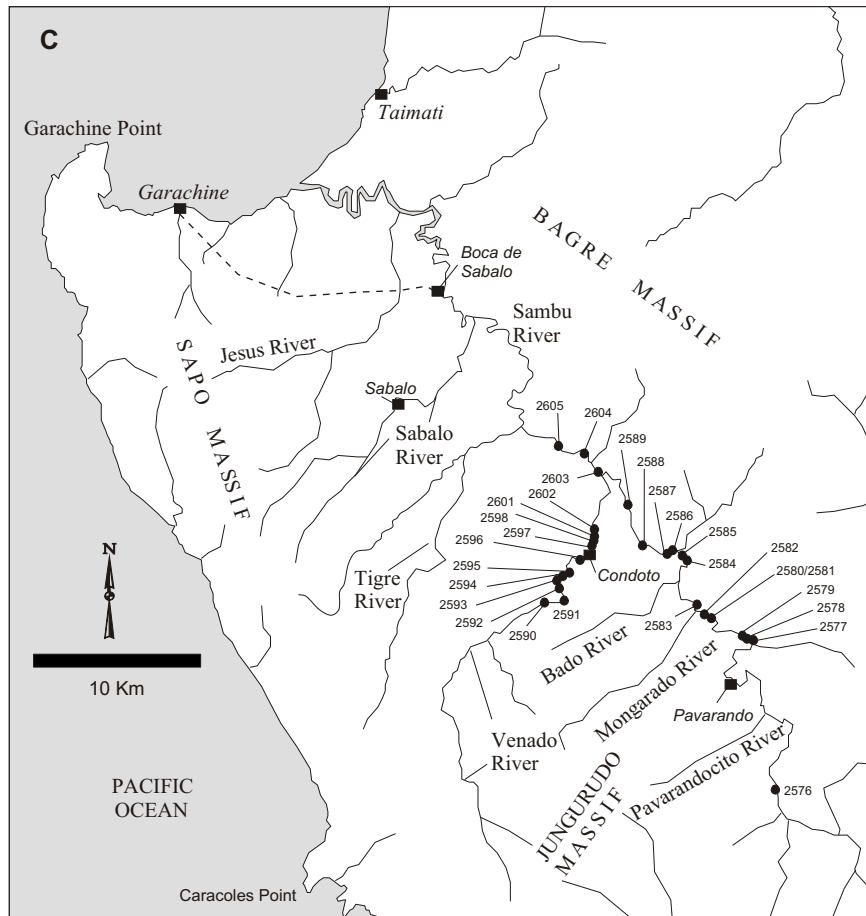 C
Taimati
Garachine Point
Garachine
BAGRE MASSIF
Boca de
Sabalo
Sambu
River
Jesus River
SAPO MASSIF
Sabalo
Sabalo
River
2605
2604
2589
2603
2588
2602
2601
2587
2598
2586
2597
2585
2596
2582
2584
2595
Condoto
2580/2581
2594
2579
Tigre
River
2593
2578
2592
2591
2583
2577
2590
N
Bado River
10 Km
Mongarado River
Pavarando
Venado
River
Pavarandocito River
JUNGURUDO
MASSIF
2576
PACIFIC
OCEAN
Caracoles Point